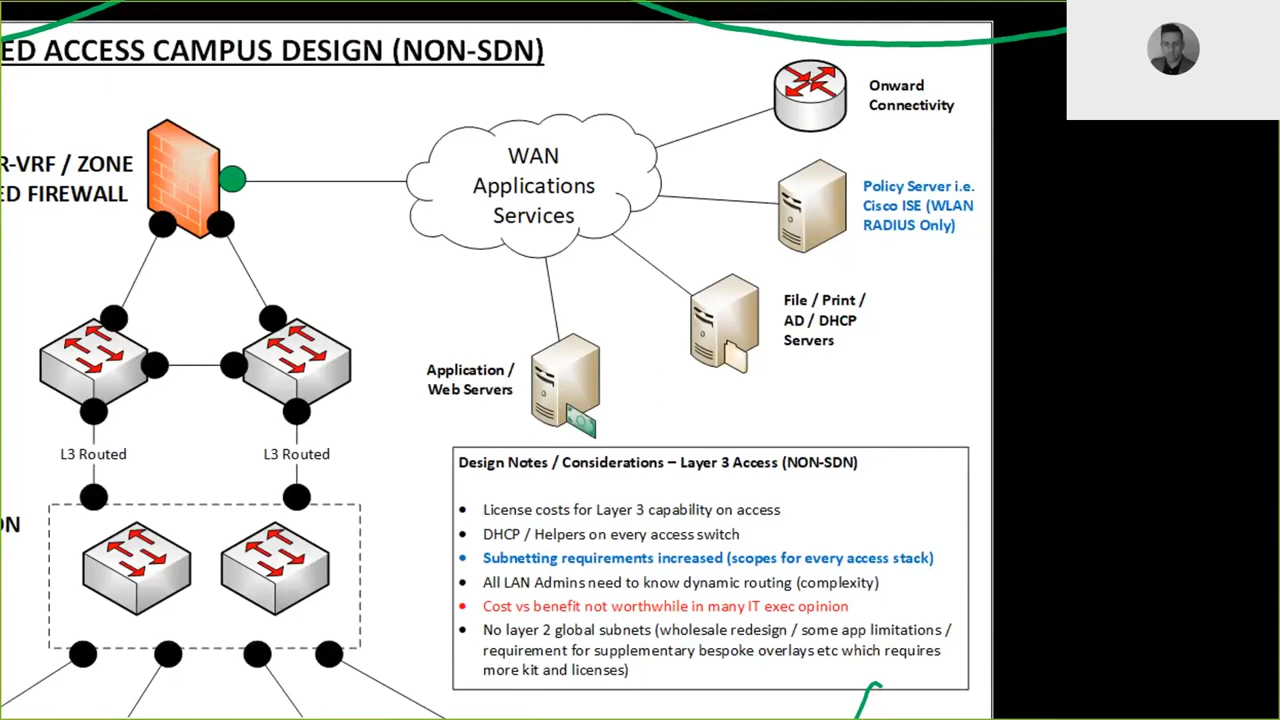 ED ACCESS CAMPUS DESIGN (NON-SDN)
R-VRF / ZONE
ED FIREWALL
WAN
Applications
Services
Onward
Connectivity
Policy Server i.e.
Cisco ISE (WLAN
RADIUS Only)
File / Print /
AD / DHCP
Servers
Application /
Web Servers
L3 Routed
L3 Routed
ON
Design Notes / Considerations – Layer 3 Access (NON-SDN)
• License costs for Layer 3 capability on access
• DHCP / Helpers on every access switch
• Subnetting requirements increased (scopes for every access stack)
• All LAN Admins need to know dynamic routing (complexity)
• Cost vs benefit not worthwhile in many IT exec opinion
• No layer 2 global subnets (wholesale redesign / some app limitations /
requirement for supplementary bespoke overlays etc which requires
more kit and licenses)